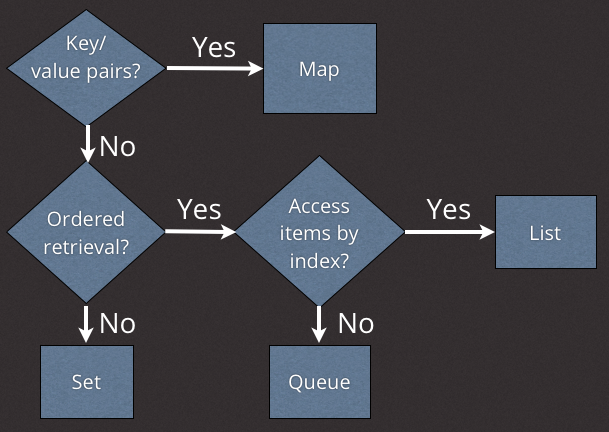 Key/
value pairs?
Yes
Map
No
Ordered
retrieval?
Yes
Access
items by
index?
Yes
List
No
No
Set
Queue